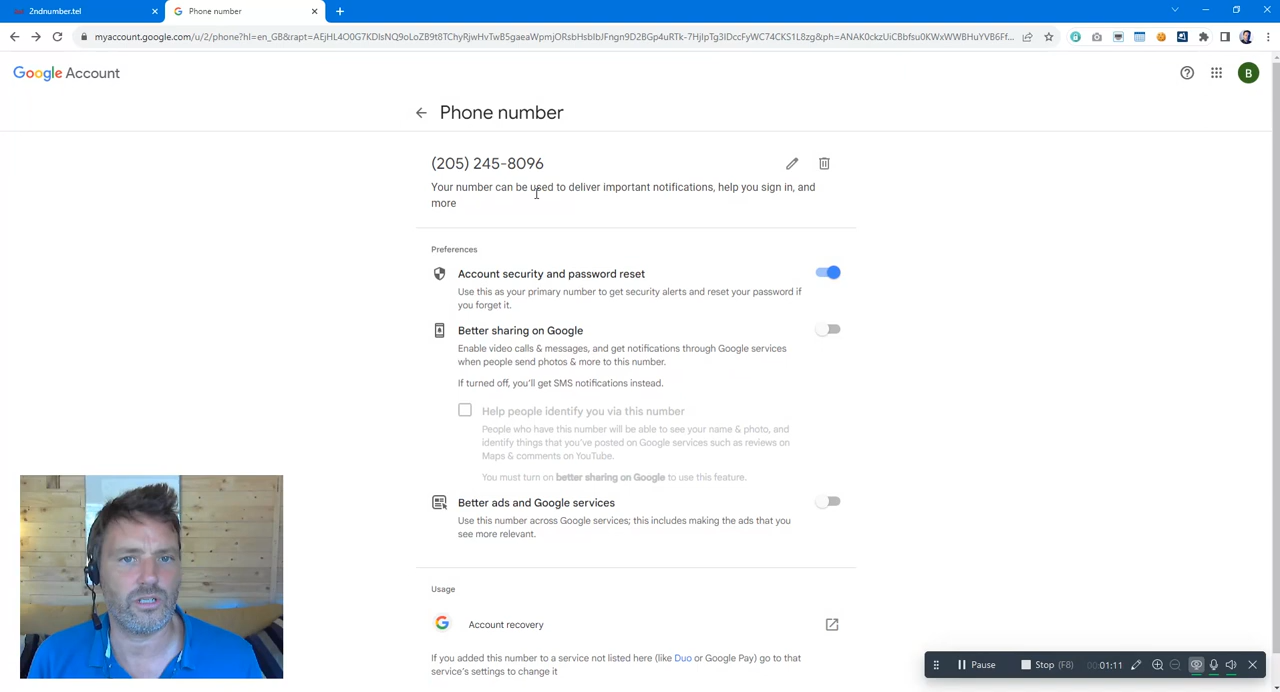 2ndnumber.tel
Phone number
Google Account
B
Phone number
(205) 245-8096
Your number can be used to deliver important notifications, help you sign in, and
more
Preferences
Account security and password reset
Use this as your primary number to get security alerts and reset your password if
you forget it.
Better sharing on Google
Enable video calls & messages, and get notifications through Google services
when people send photos & more to this number.
If turned off, you'll get SMS notifications instead.
Help people identify you via this number
People who have this number will be able to see your name & photo, and
identify things that you've posted on Google services such as reviews on
Maps & comments on YouTube.
You must turn on better sharing on Google to use this feature.
Better ads and Google services
Use this number across Google services; this includes making the ads that you
see more relevant.
Usage
Account recovery
If you added this number to a service not listed here (like Duo or Google Pay) go to that
service's settings to change it
Pause
Stop (F8)
00:01:11